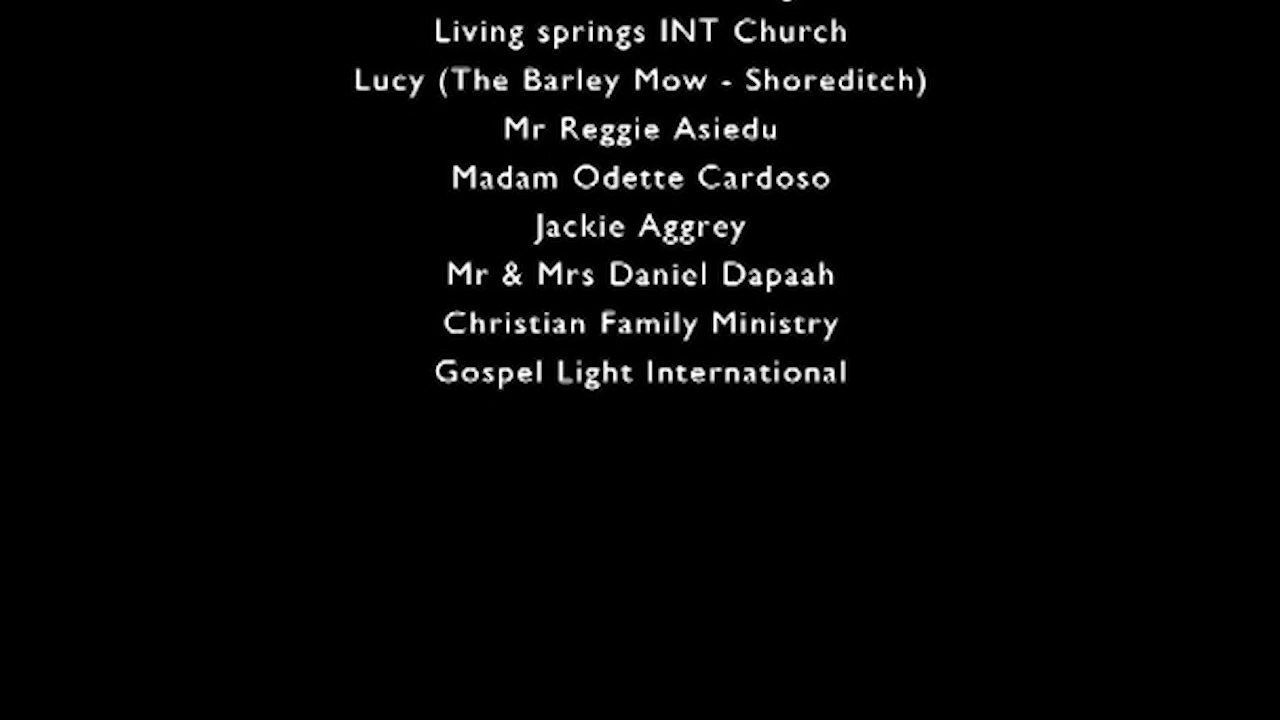 Living springs INT Church
Lucy (The Barley Mow - Shoreditch)
Mr Reggie Asiedu
Madam Odette Cardoso
Jackie Aggrey
Mr & Mrs Daniel Dapaah
Christian Family Ministry
Gospel Light International